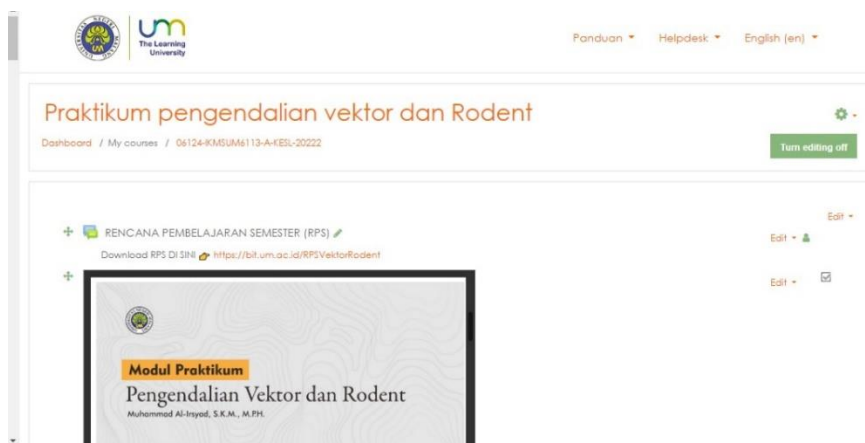 um
The Learning
University
Panduan
Helpdesk
English (en)
Praktikum pengendalian vektor dan Rodent
Dashboard / My courses / 06124-IKMSUM6113-A-KESL-20222
Turn editing off
Edit
RENCANA PEMBELAJARAN SEMESTER (RPS)
Edit
Download RPS DI SINI https://bit.um.ac.id/RPSVektorRodent
Edit
Modul Praktikum
Pengendalian Vektor dan Rodent
Muhammad Al-Irsyad, S.K.M., M.P.H.